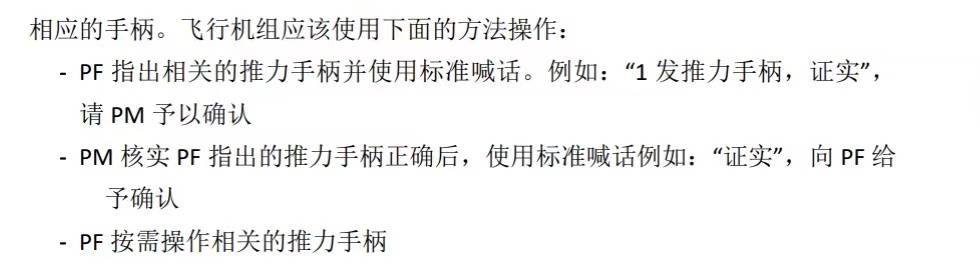 相应的手柄。飞行机组应该使用下面的方法操作：
- PF 指出相关的推力手柄并使用标准喊话。例如：“1 发推力手柄，证实”，
请 PM 予以确认
- PM 核实 PF 指出的推力手柄正确后，使用标准喊话例如：“证实”，向 PF 给
予确认
- PF 按需操作相关的推力手柄